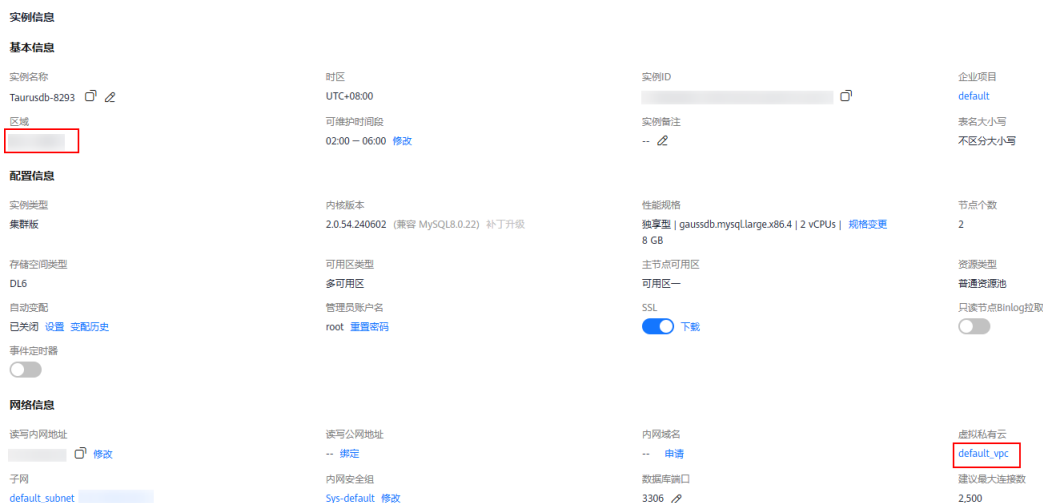 实例信息
基本信息
实例名称 时区 实例ID 企业项目
Taurusdb-8293 UTC+08:00 default
区域 可维护时间段 实例备注 表名大小写
02:00 — 06:00 修改 -- 不区分大小写
配置信息
实例类型 内核版本 性能规格 节点个数
集群版 2.0.54.240602 (兼容 MySQL8.0.22) 补丁升级 独享型 | gaussdb.mysql.large.x86.4 | 2 vCPUs | 规格变更 2
8 GB
存储空间类型 可用区类型 主节点可用区 资源类型
DL6 多可用区 可用区一 普通资源池
自动变配 管理员账户名 SSL 只读节点Binlog拉取
已关闭 设置 变配历史 root 重置密码 下载
事件定时器
网络信息
读写内网地址 读写公网地址 内网域名 虚拟私有云
修改 -- 绑定 -- 申请 default_vpc
子网 内网安全组 数据库端口 建议最大连接数
default_subnet Sys-default 修改 3306 2,500